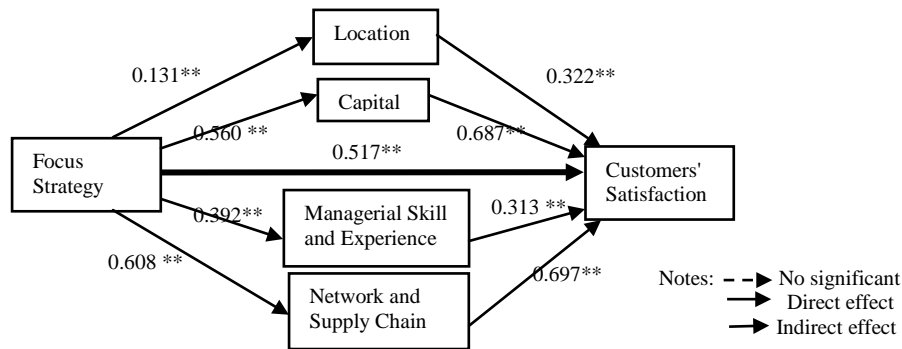 Location
0.131**
0.322**
Capital
0.560 **
0.687**
0.517**
Focus
Strategy
Customers'
Satisfaction
0.392**
Managerial Skill
and Experience
0.313 **
0.608 **
0.697**
Network and
Supply Chain
Notes: No significant
Direct effect
Indirect effect